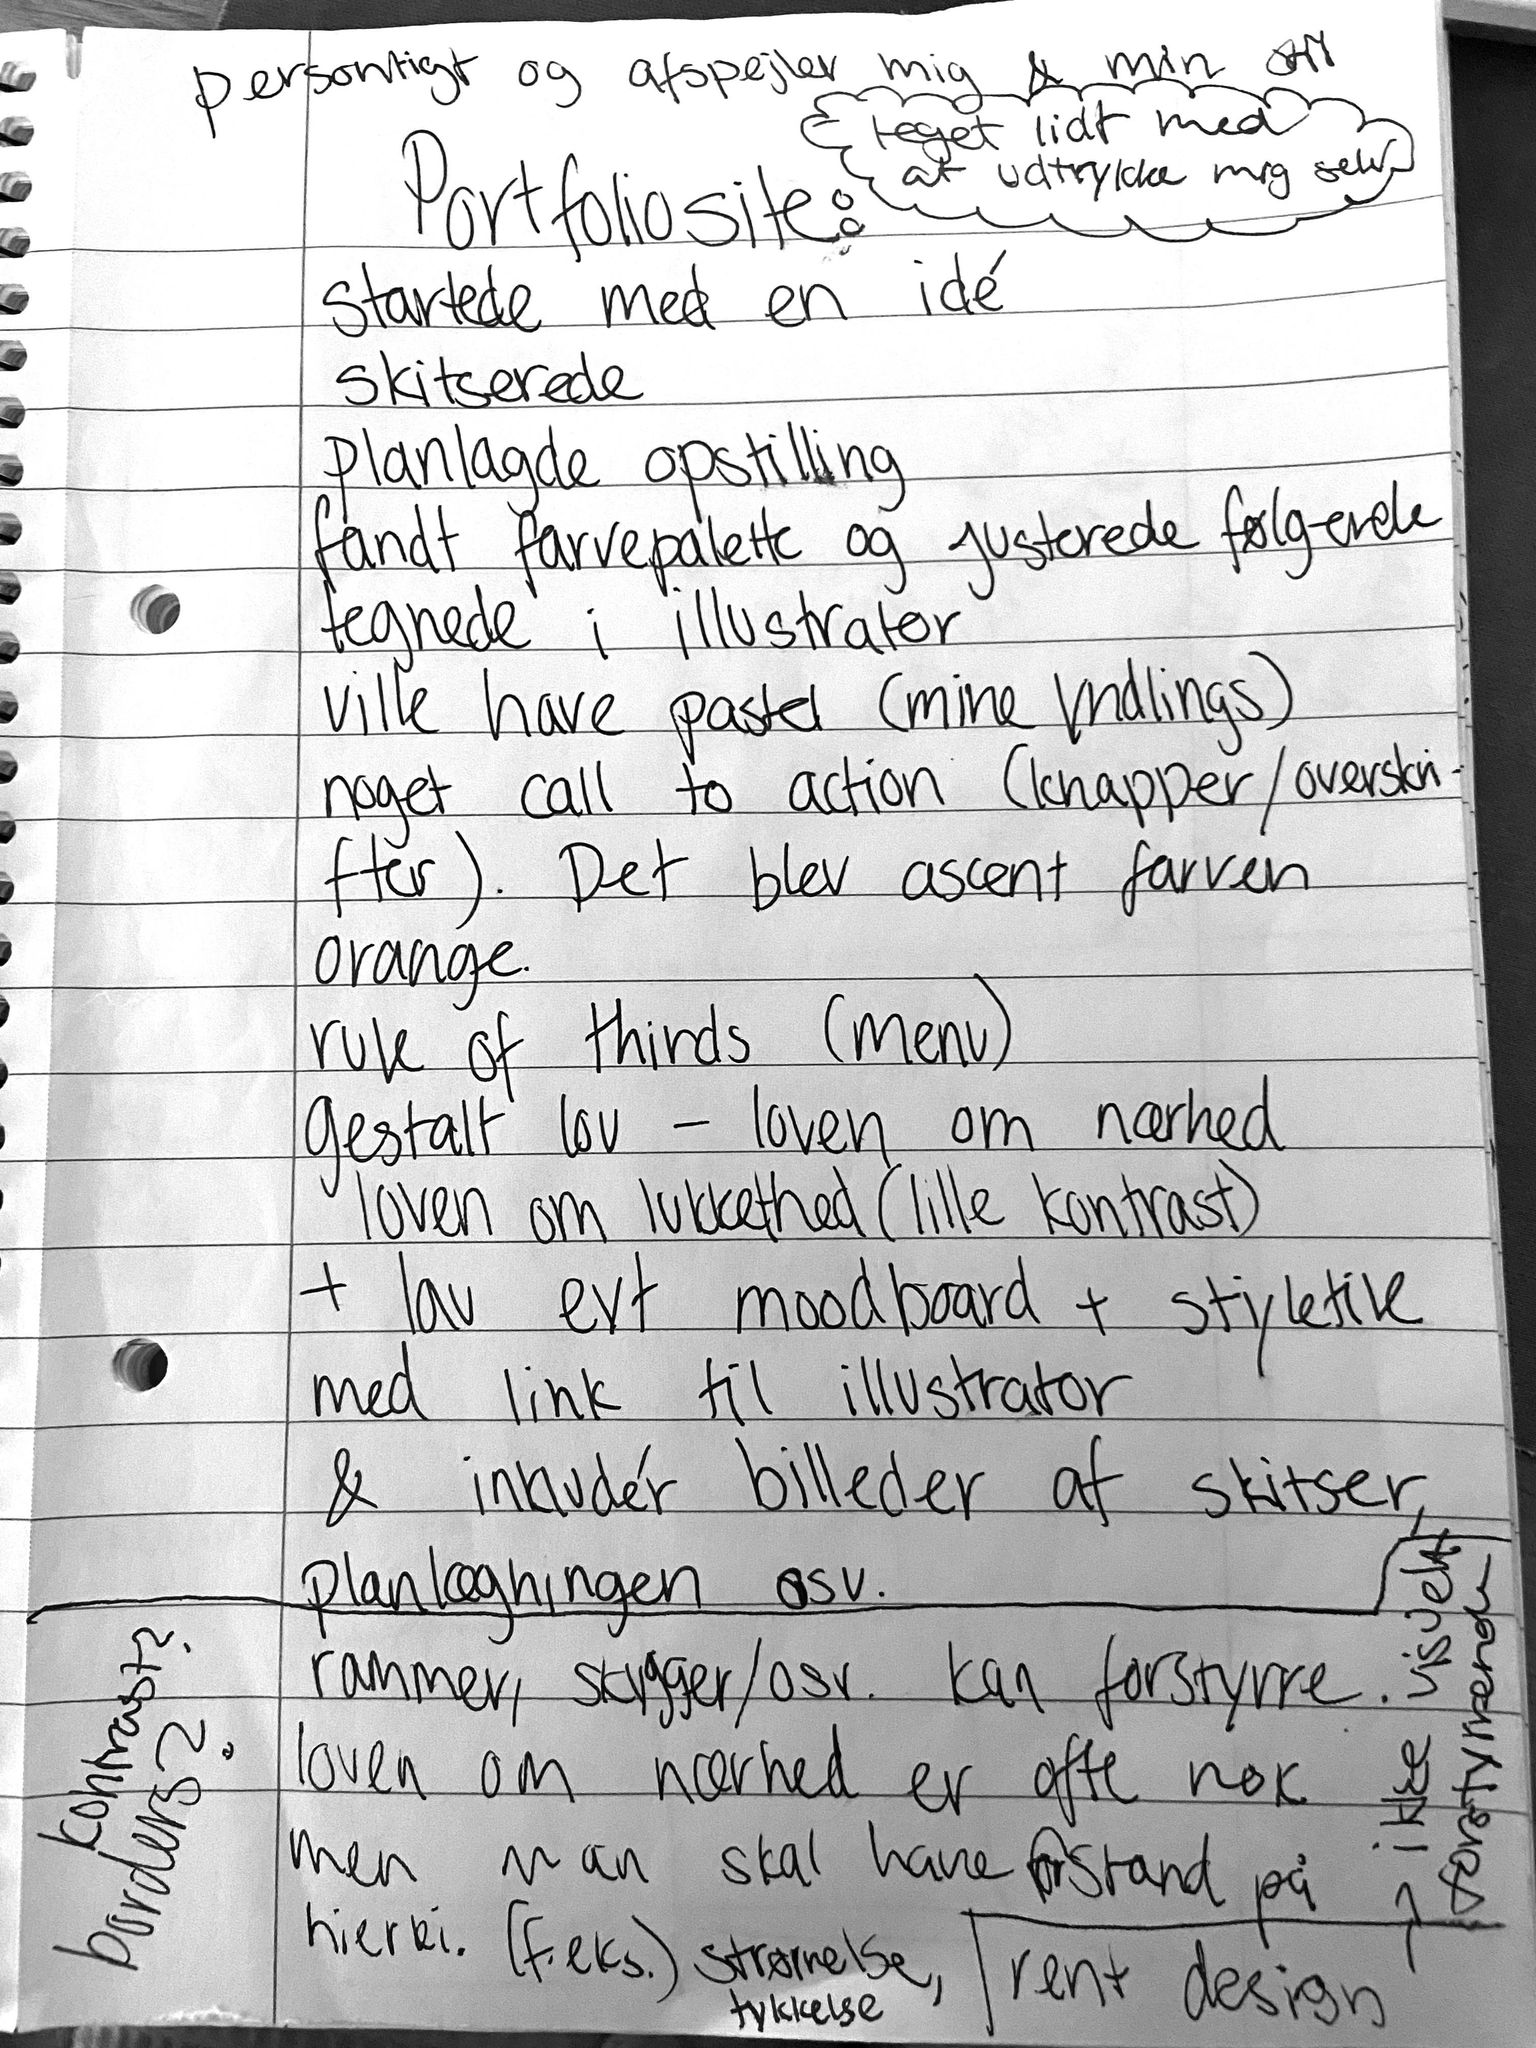 personligt og afspejler mig & min stil
teget lidt med
at udtrykke mig selv
Portfoliosite:
startede med en idé
skitserede
planlagde opstilling
fandt farvepalette og justerede følgende
tegnede i illustrator
ville have pastel (mine yndlings)
noget call to action (knapper/overskri-
fter). Det blev ascent farven
orange.
rule of thirds (menu)
gestalt lov - loven om nærhed
loven om lukkethed (lille kontrast)
+ lav evt moodboard + styletile
med link til illustrator
& inkludér billeder af skitser,
planlægningen osv.
kontrast?
borders?
rammer, skygger/osv. kan forstyrre.
loven om nærhed er ofte nok
men man skal have forstand på
hierki. (f.eks.) størrelse,
tykkelse
rent design
→ ikke visuelt
forstyrrende